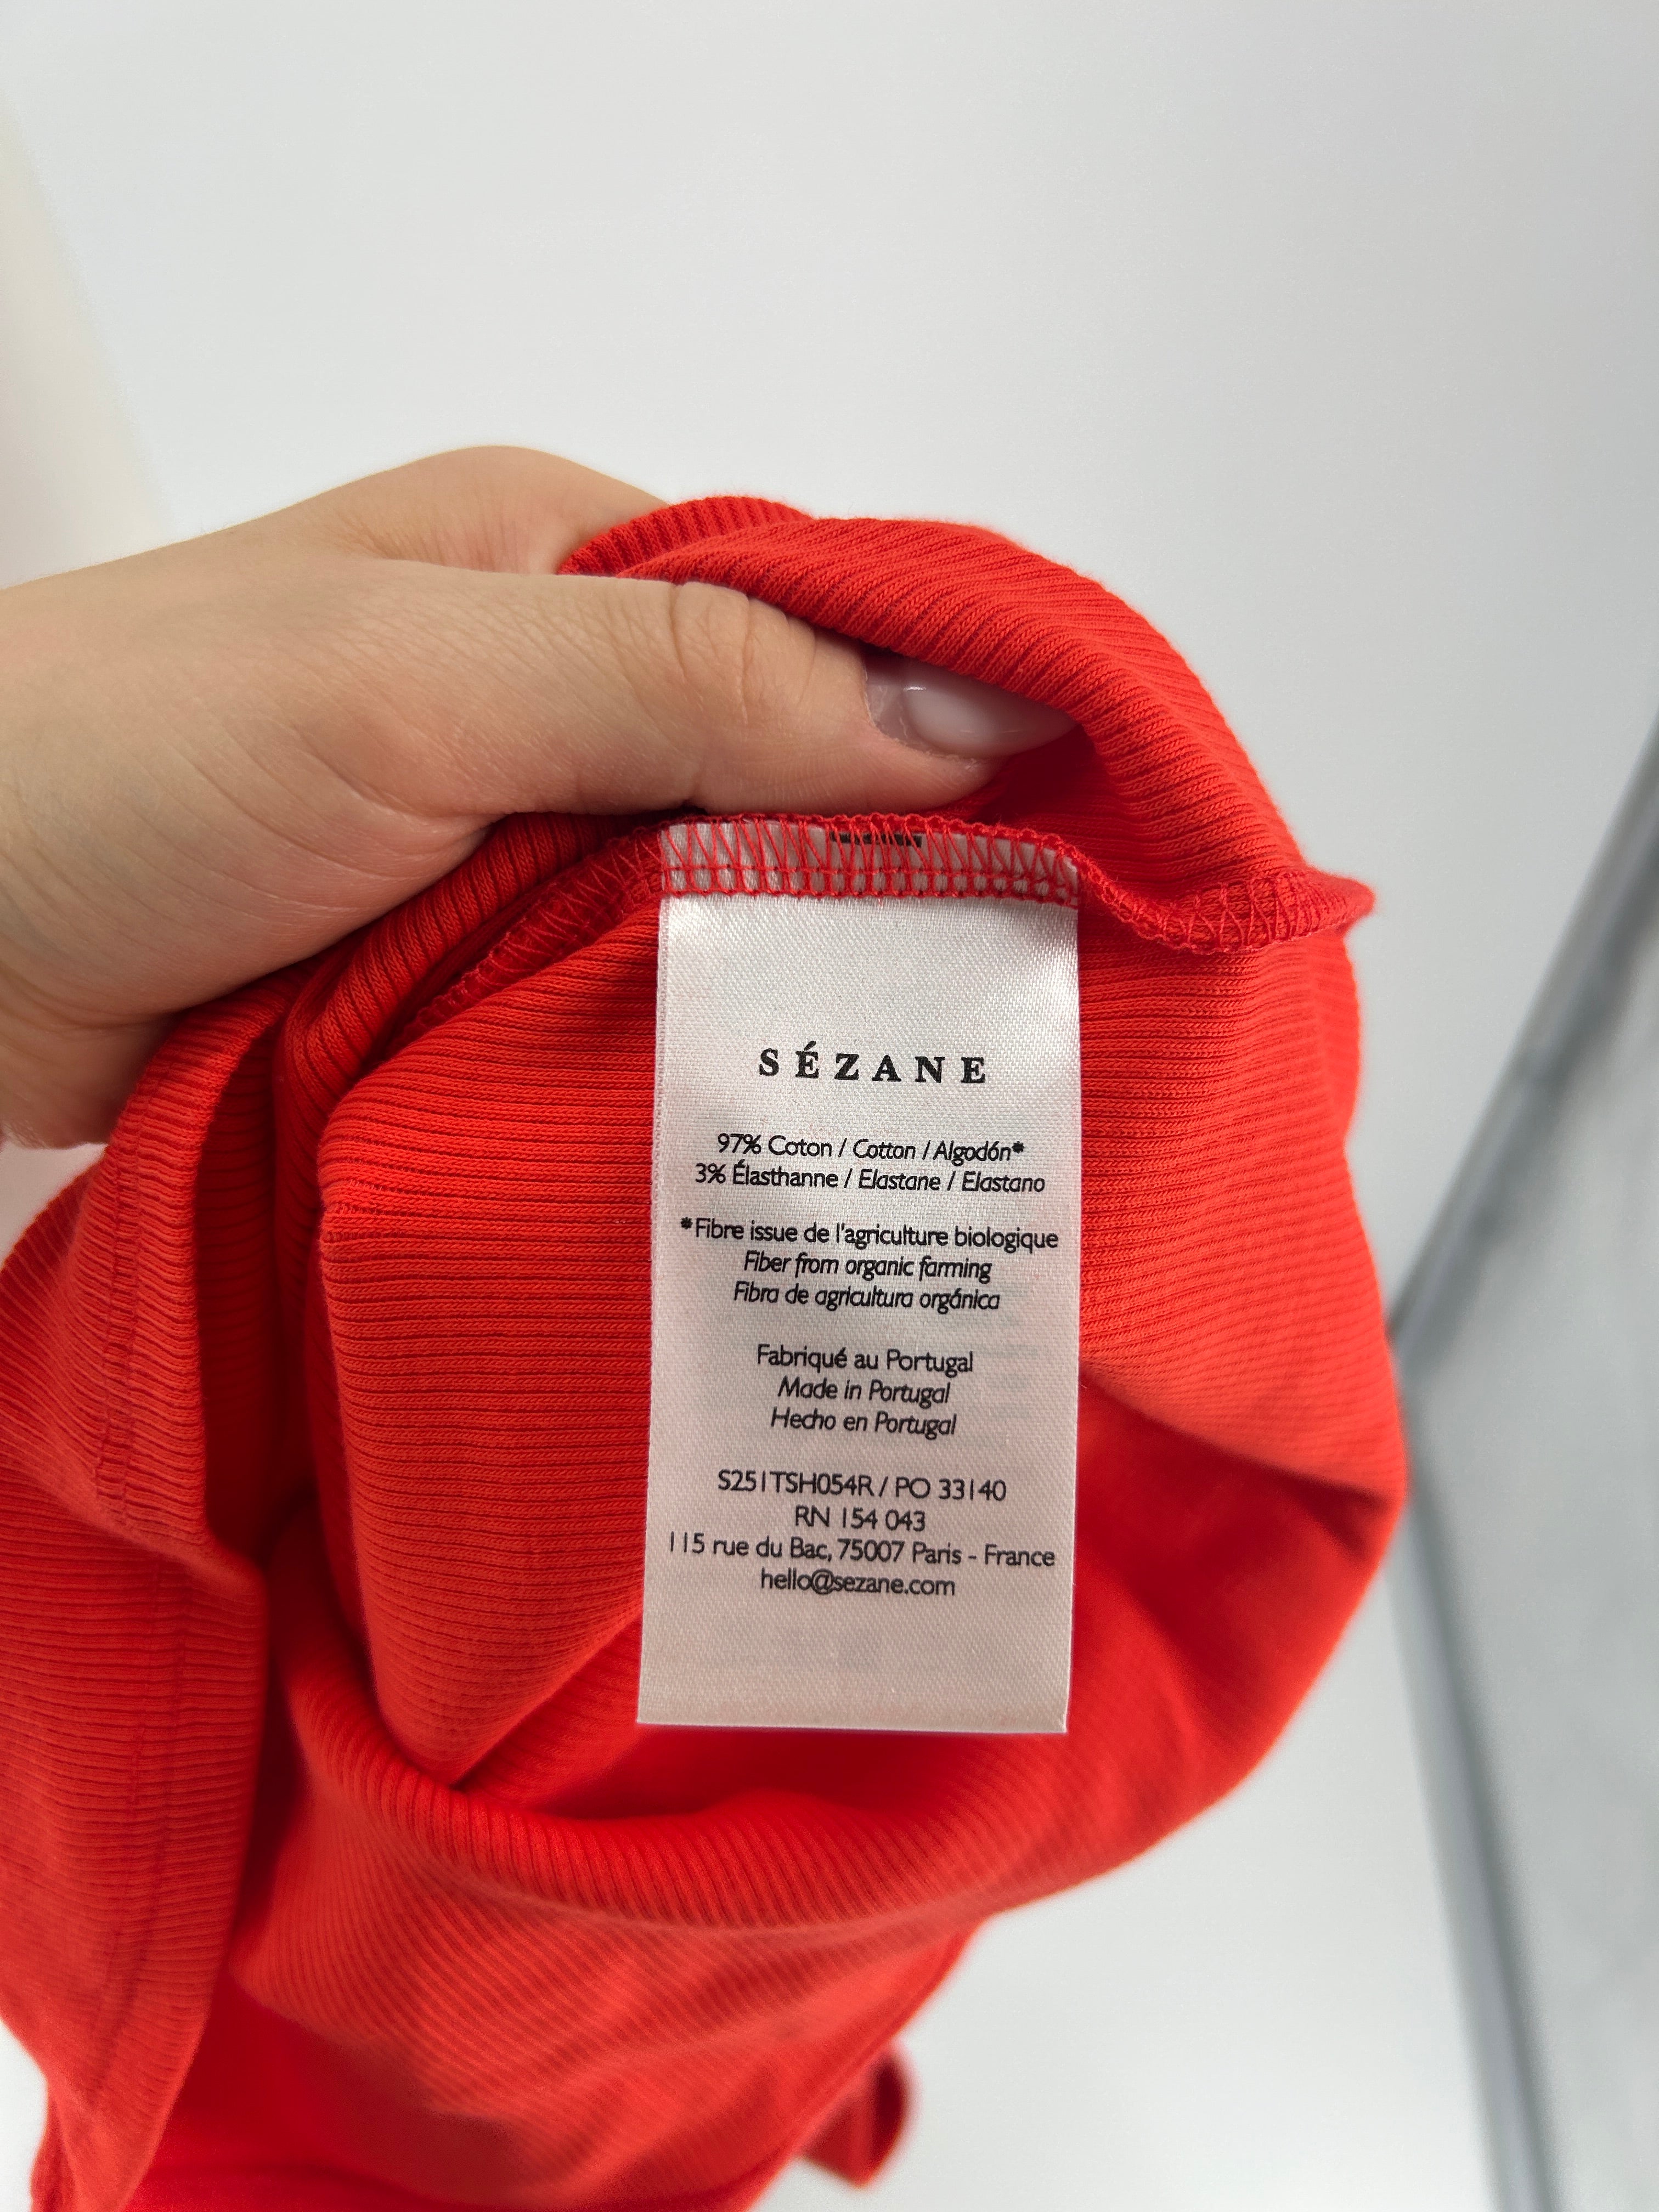 SÉZANE
97% Coton / Cotton / Algodón*
3% Élasthanne / Elastane / Elastano
*Fibre issue de l'agriculture biologique
Fiber from organic farming
Fibra de agricultura orgánica
Fabriqué au Portugal
Made in Portugal
Hecho en Portugal
S251TSH054R / PO 33140
RN 154 043
115 rue du Bac, 75007 Paris - France
hello@sezane.com